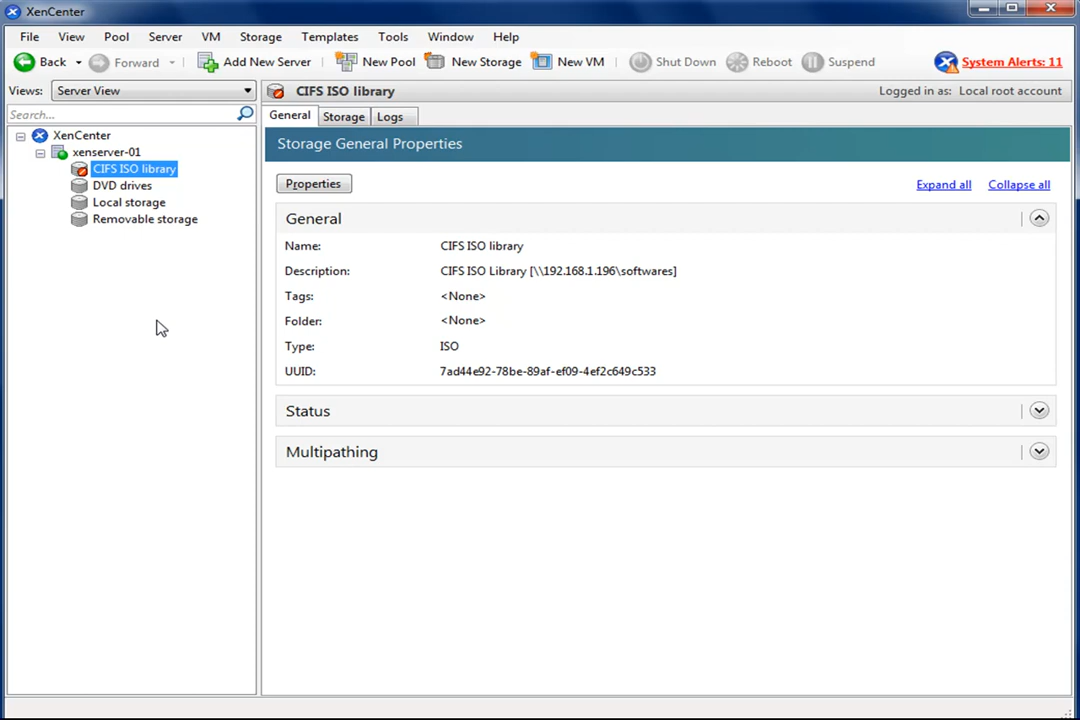 XenCenter
File View Pool Server VM Storage Templates Tools Window Help
Back Forward Add New Server New Pool New Storage New VM Shut Down Reboot Suspend System Alerts: 11
Views: Server View CIFS ISO library Logged in as: Local root account
Search... General Storage Logs
XenCenter
xenserver-01
CIFS ISO library
DVD drives
Local storage
Removable storage
Storage General Properties
Properties Expand all Collapse all
General
Name: CIFS ISO library
Description: CIFS ISO Library [\\192.168.1.196\softwares]
Tags: <None>
Folder: <None>
Type: ISO
UUID: 7ad44e92-78be-89af-ef09-4ef2c649c533
Status
Multipathing